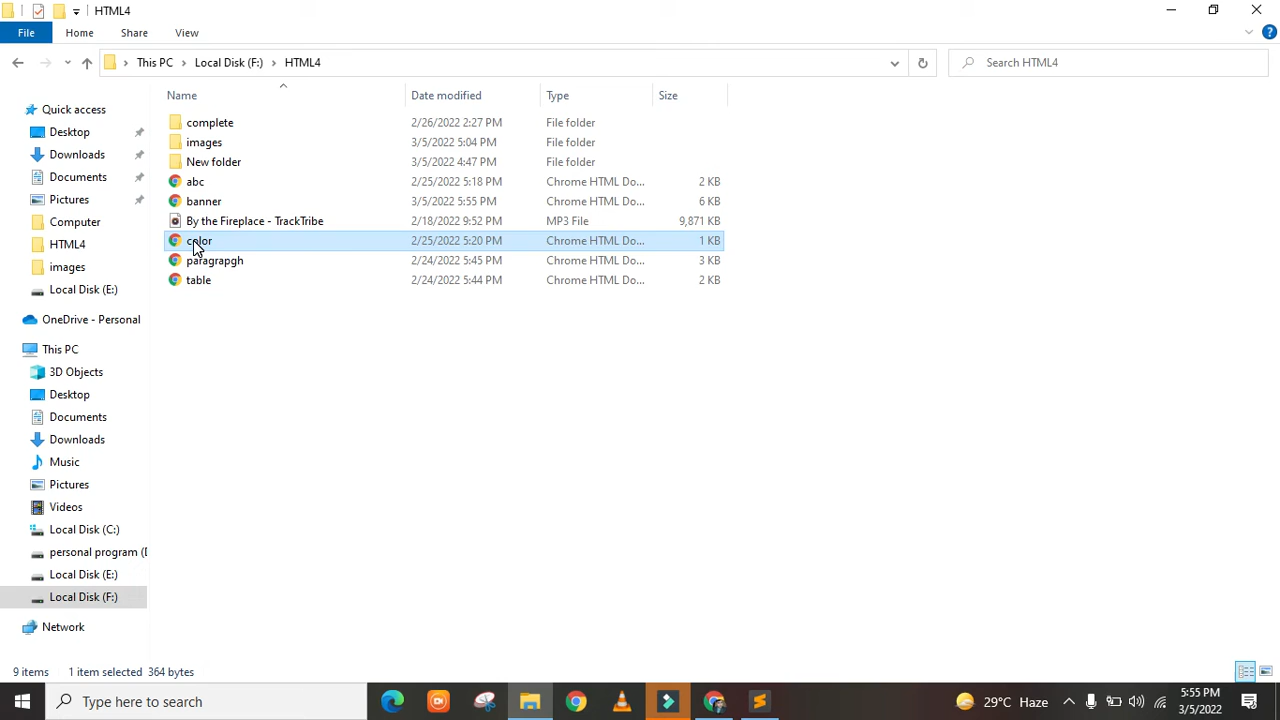 HTML4
File Home Share View
This PC Local Disk (F:) HTML4 Search HTML4
Name Date modified Type Size
Quick access
Desktop
Downloads
Documents
Pictures
Computer
HTML4
images
Local Disk (E:)
OneDrive - Personal
This PC
3D Objects
Desktop
Documents
Downloads
Music
Pictures
Videos
Local Disk (C:)
personal program (
Local Disk (E:)
Local Disk (F:)
Network
complete 2/26/2022 2:27 PM File folder
images 3/5/2022 5:04 PM File folder
New folder 3/5/2022 4:47 PM File folder
abc 2/25/2022 5:18 PM Chrome HTML Do... 2 KB
banner 3/5/2022 5:55 PM Chrome HTML Do... 6 KB
By the Fireplace - TrackTribe 2/18/2022 9:52 PM MP3 File 9,871 KB
color 2/25/2022 5:20 PM Chrome HTML Do... 1 KB
paragrapgh 2/24/2022 5:45 PM Chrome HTML Do... 3 KB
table 2/24/2022 5:44 PM Chrome HTML Do... 2 KB
9 items 1 item selected 364 bytes
Type here to search 29°C Haze 5:55 PM
3/5/2022